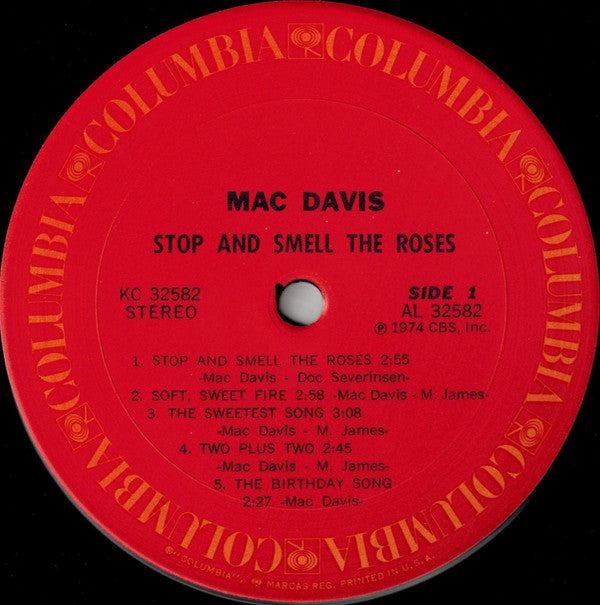 COLUMBIA COLUMBIA COLUMBIA COLUMBIA COLUMBIA COLUMBIA
MAC DAVIS
STOP AND SMELL THE ROSES
KC 32582
STEREO
SIDE 1
AL 32582
℗ 1974 CBS, Inc.
1. STOP AND SMELL THE ROSES 2:55
-Mac Davis - Doc Severinsen-
2. SOFT, SWEET FIRE 2:58 -Mac Davis - M. James-
3. THE SWEETEST SONG 3:08
-Mac Davis - M. James-
4. TWO PLUS TWO 2:45
-Mac Davis - M. James-
5. THE BIRTHDAY SONG
2:27 -Mac Davis-
"COLUMBIA", MARCAS REG. PRINTED IN U.S.A.